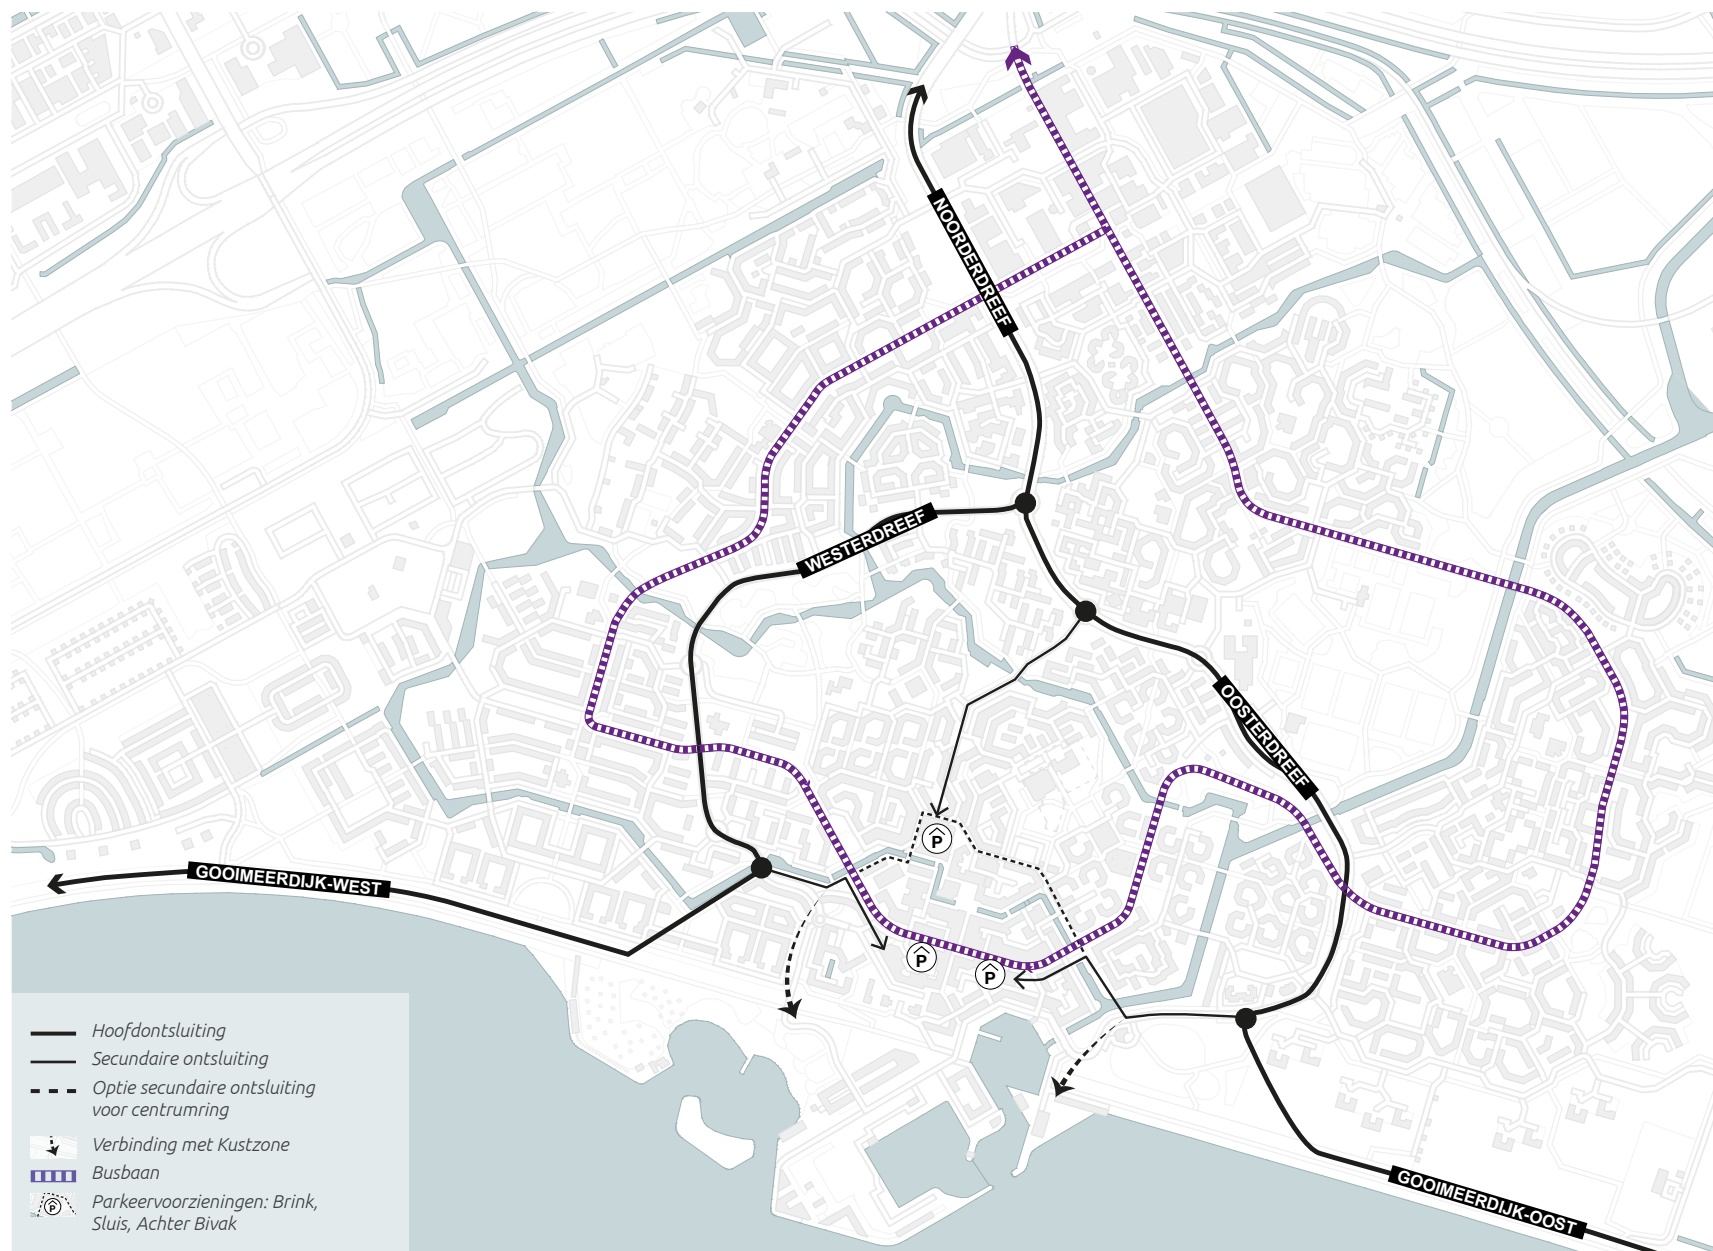 NOORDERDREEF
WESTERDREEF
OOSTERDREEF
P
P
P
GOOIMEERDIJK-WEST
GOOIMEERDIJK-OOST
Hoofdontsluiting
Secundaire ontsluiting
Optie secundaire ontsluiting
voor centrumring
Verbinding met Kustzone
Busbaan
P
Parkeervoorzieningen: Brink,
Sluis, Achter Bivak